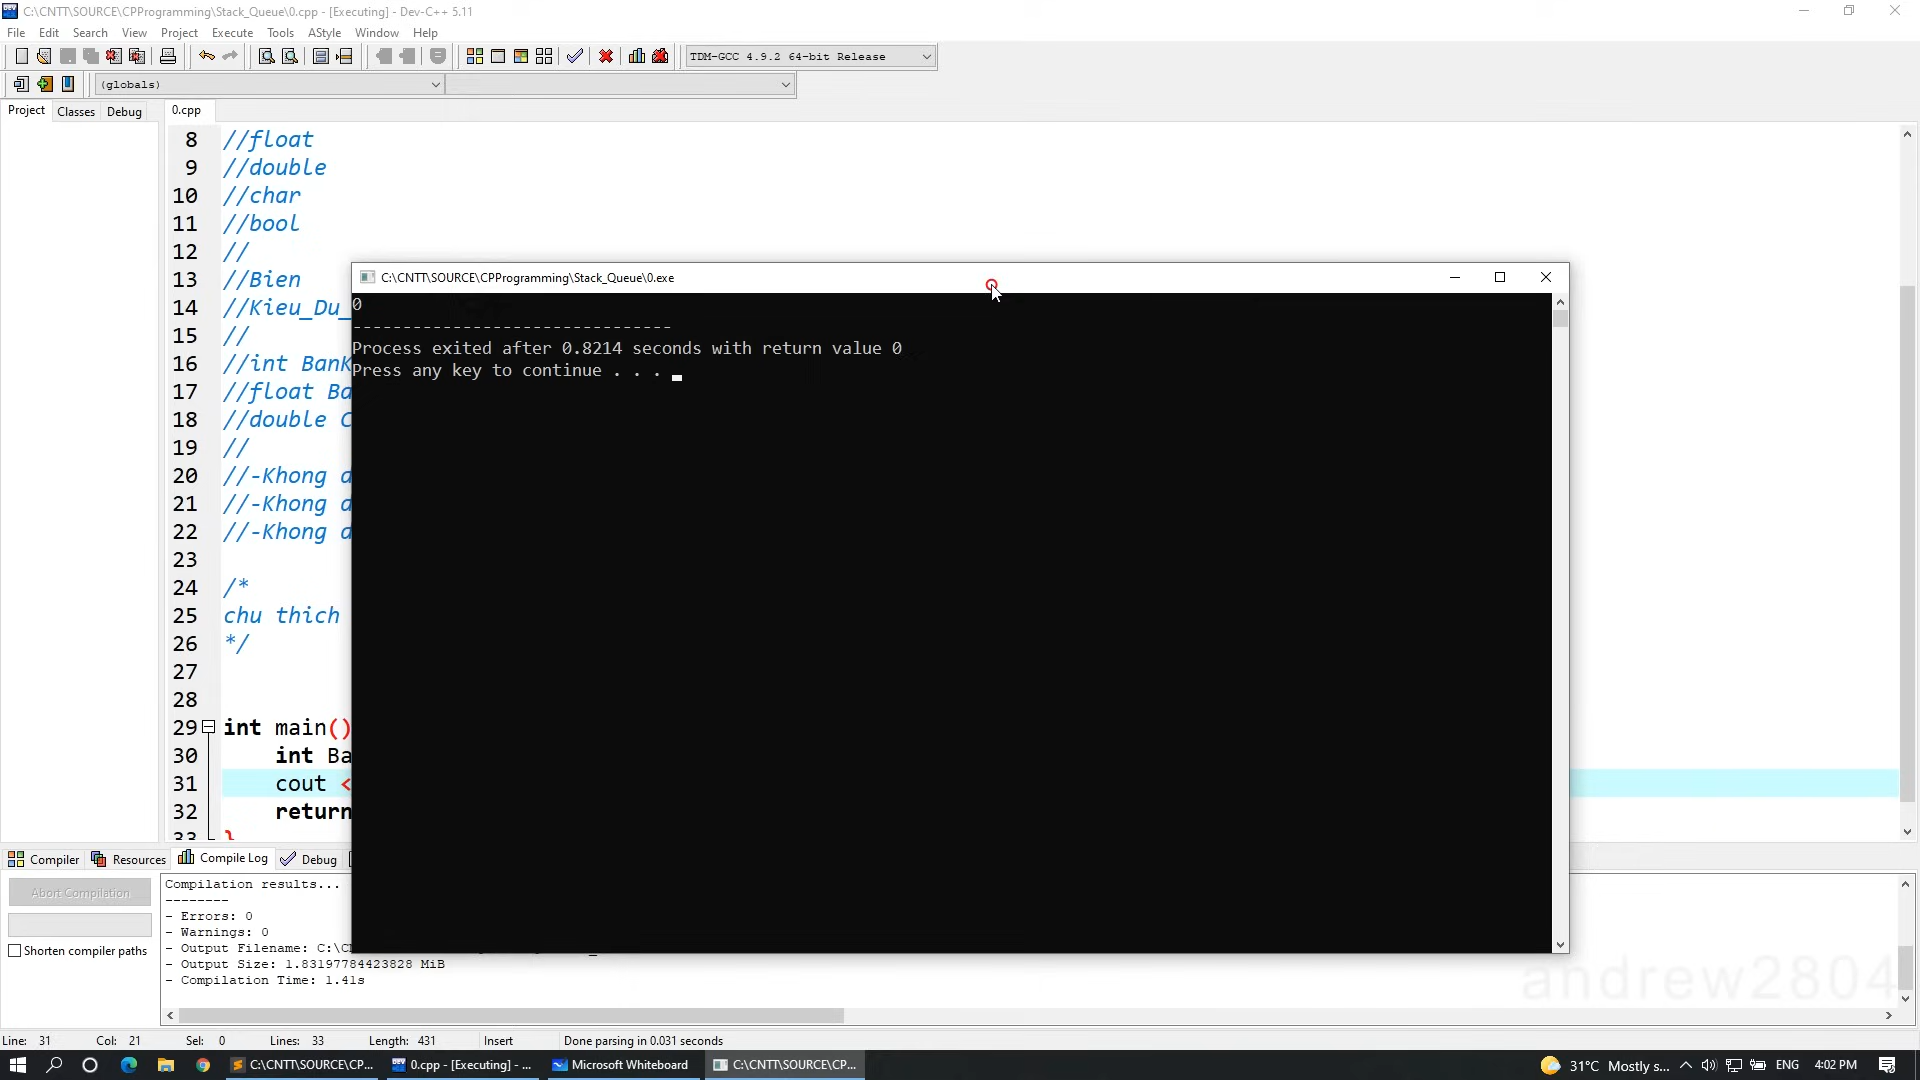 C:\CNTT\SOURCE\CPProgramming\Stack_Queue\0.cpp - [Executing] - Dev-C++ 5.11
File Edit Search View Project Execute Tools AStyle Window Help
TDM-GCC 4.9.2 64-bit Release
(globals)
Project Classes Debug 0.cpp
8 //float
9 //double
10 //char
11 //bool
12 //
13 //Bien
14 //Kieu_Du_
15 //
16 //int BanK
17 //float Ba
18 //double C
19 //
20 //-Khong a
21 //-Khong a
22 //-Khong a
23
24 /*
25 chu thich
26 */
27
28
29 int main()
30 int Ba
31 cout <
32 return
33 }
C:\CNTT\SOURCE\CPProgramming\Stack_Queue\0.exe
0
--------------------------------
Process exited after 0.8214 seconds with return value 0
Press any key to continue . . .
Compiler Resources Compile Log Debug
Abort Compilation
Shorten compiler paths
Compilation results...
--------
- Errors: 0
- Warnings: 0
- Output Filename: C:\C
- Output Size: 1.83197784423828 MiB
- Compilation Time: 1.41s
andrew2804
Line: 31 Col: 21 Sel: 0 Lines: 33 Length: 431 Insert Done parsing in 0.031 seconds
C:\CNTT\SOURCE\CP... 0.cpp - [Executing] - ... Microsoft Whiteboard C:\CNTT\SOURCE\CP... 31°C Mostly s... ENG 4:02 PM